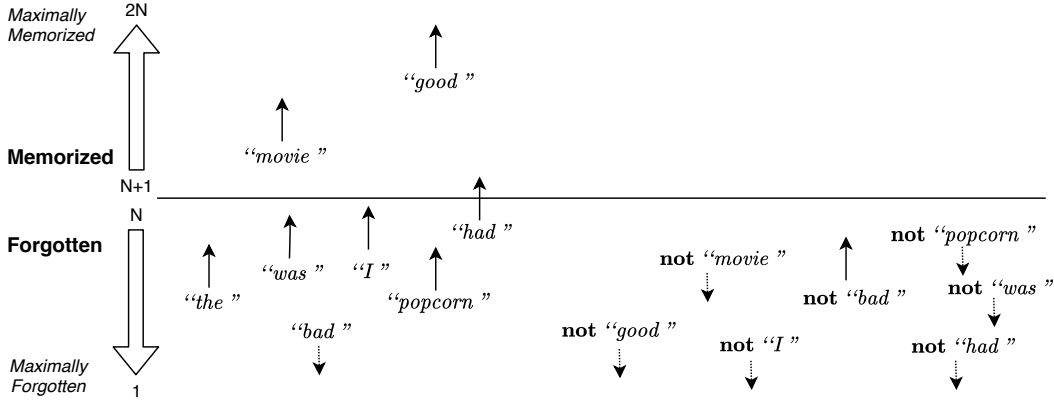 Maximally
Memorized
2N
"good"
"movie"
Memorized
N+1
N
Forgotten
"had"
not "popcorn"
"was"
"I"
not "movie"
"the"
"popcorn"
not "bad"
not "was"
"bad"
not "good"
not "I"
not "had"
Maximally
Forgotten
1